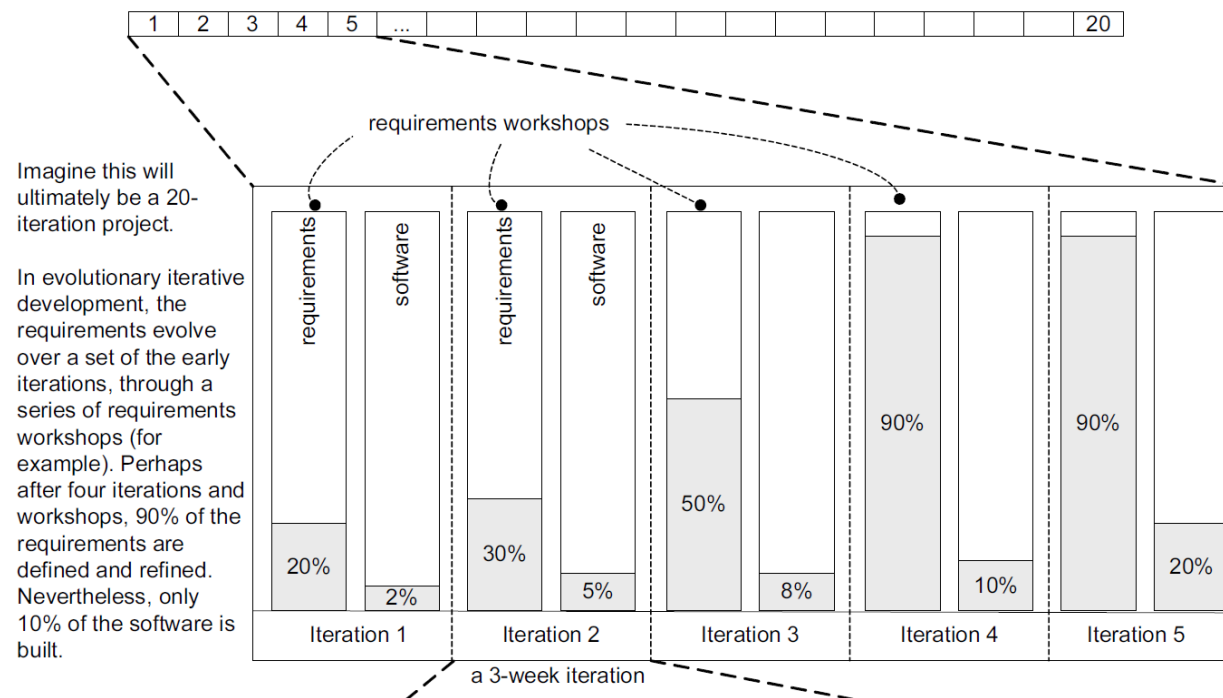 1 2 3 4 5 ... 20
requirements workshops
Imagine this will
ultimately be a 20-
iteration project.
In evolutionary iterative
development, the
requirements evolve
over a set of the early
iterations, through a
series of requirements
workshops (for
example). Perhaps
after four iterations and
workshops, 90% of the
requirements are
defined and refined.
Nevertheless, only
10% of the software is
built.
requirements
software
requirements
software
20%
2%
30%
5%
50%
8%
90%
10%
90%
20%
Iteration 1
Iteration 2
Iteration 3
Iteration 4
Iteration 5
a 3-week iteration